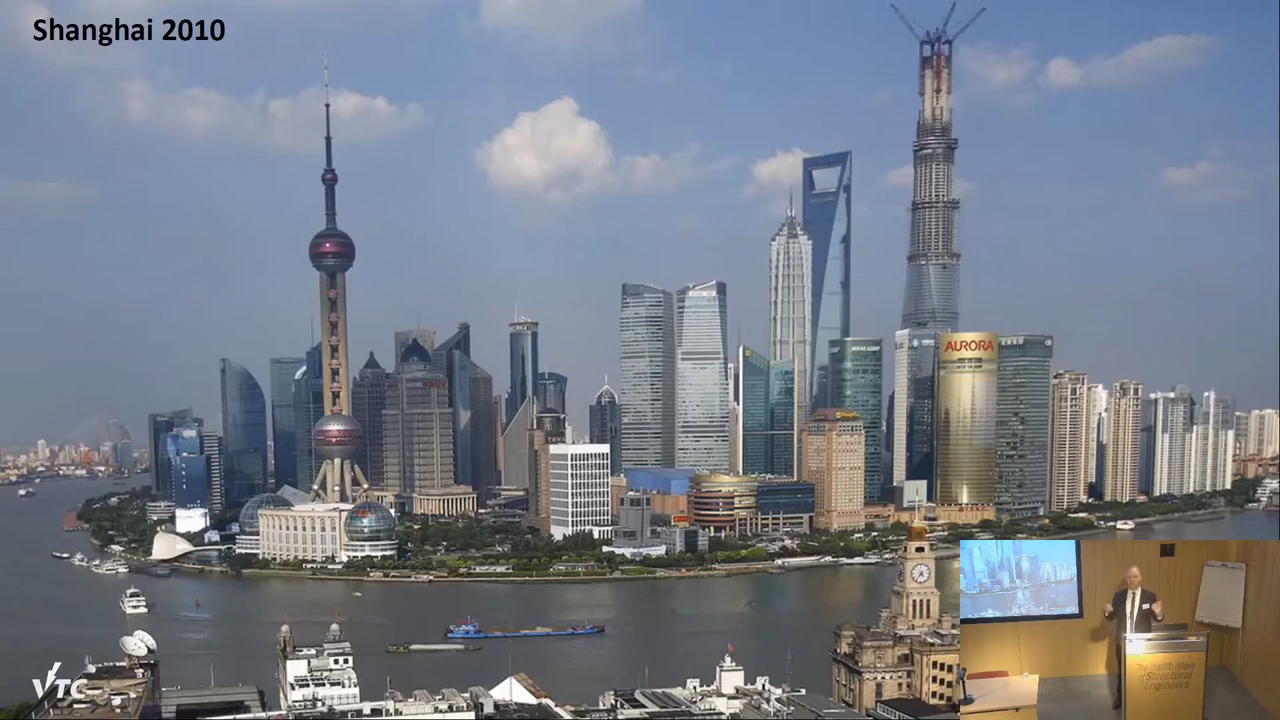 Shanghai 2010
AURORA
VTC
The Institution
of Structural
Engineers